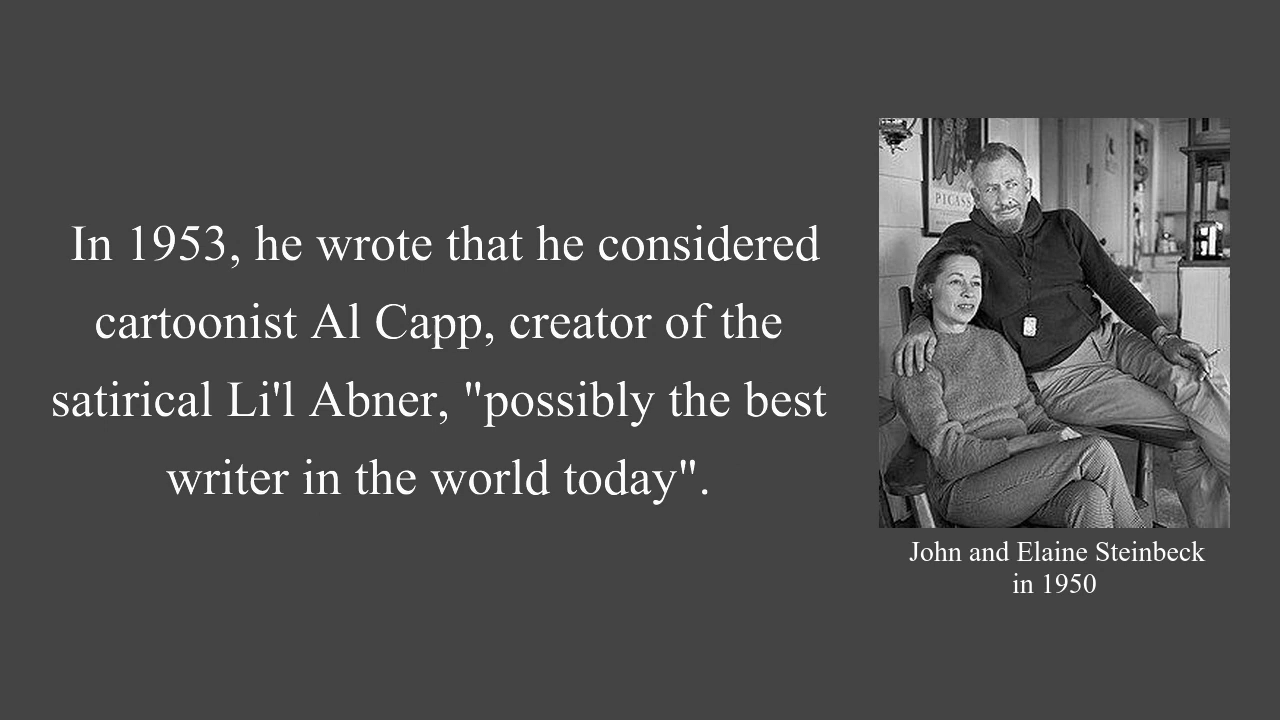 In 1953, he wrote that he considered
cartoonist Al Capp, creator of the
satirical Li'l Abner, "possibly the best
writer in the world today".
PICAS
John and Elaine Steinbeck
in 1950